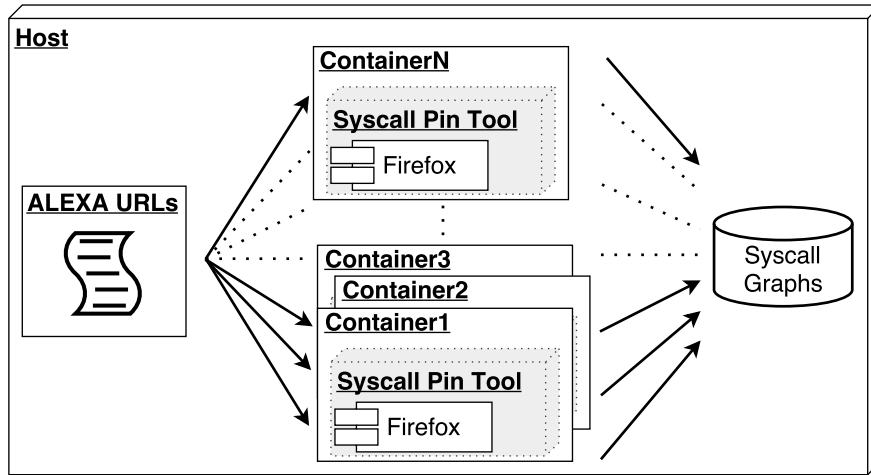 Host
ContainerN
Syscall Pin Tool
Firefox
ALEXA URLs
Container3
Container2
Container1
Syscall Pin Tool
Firefox
Syscall
Graphs